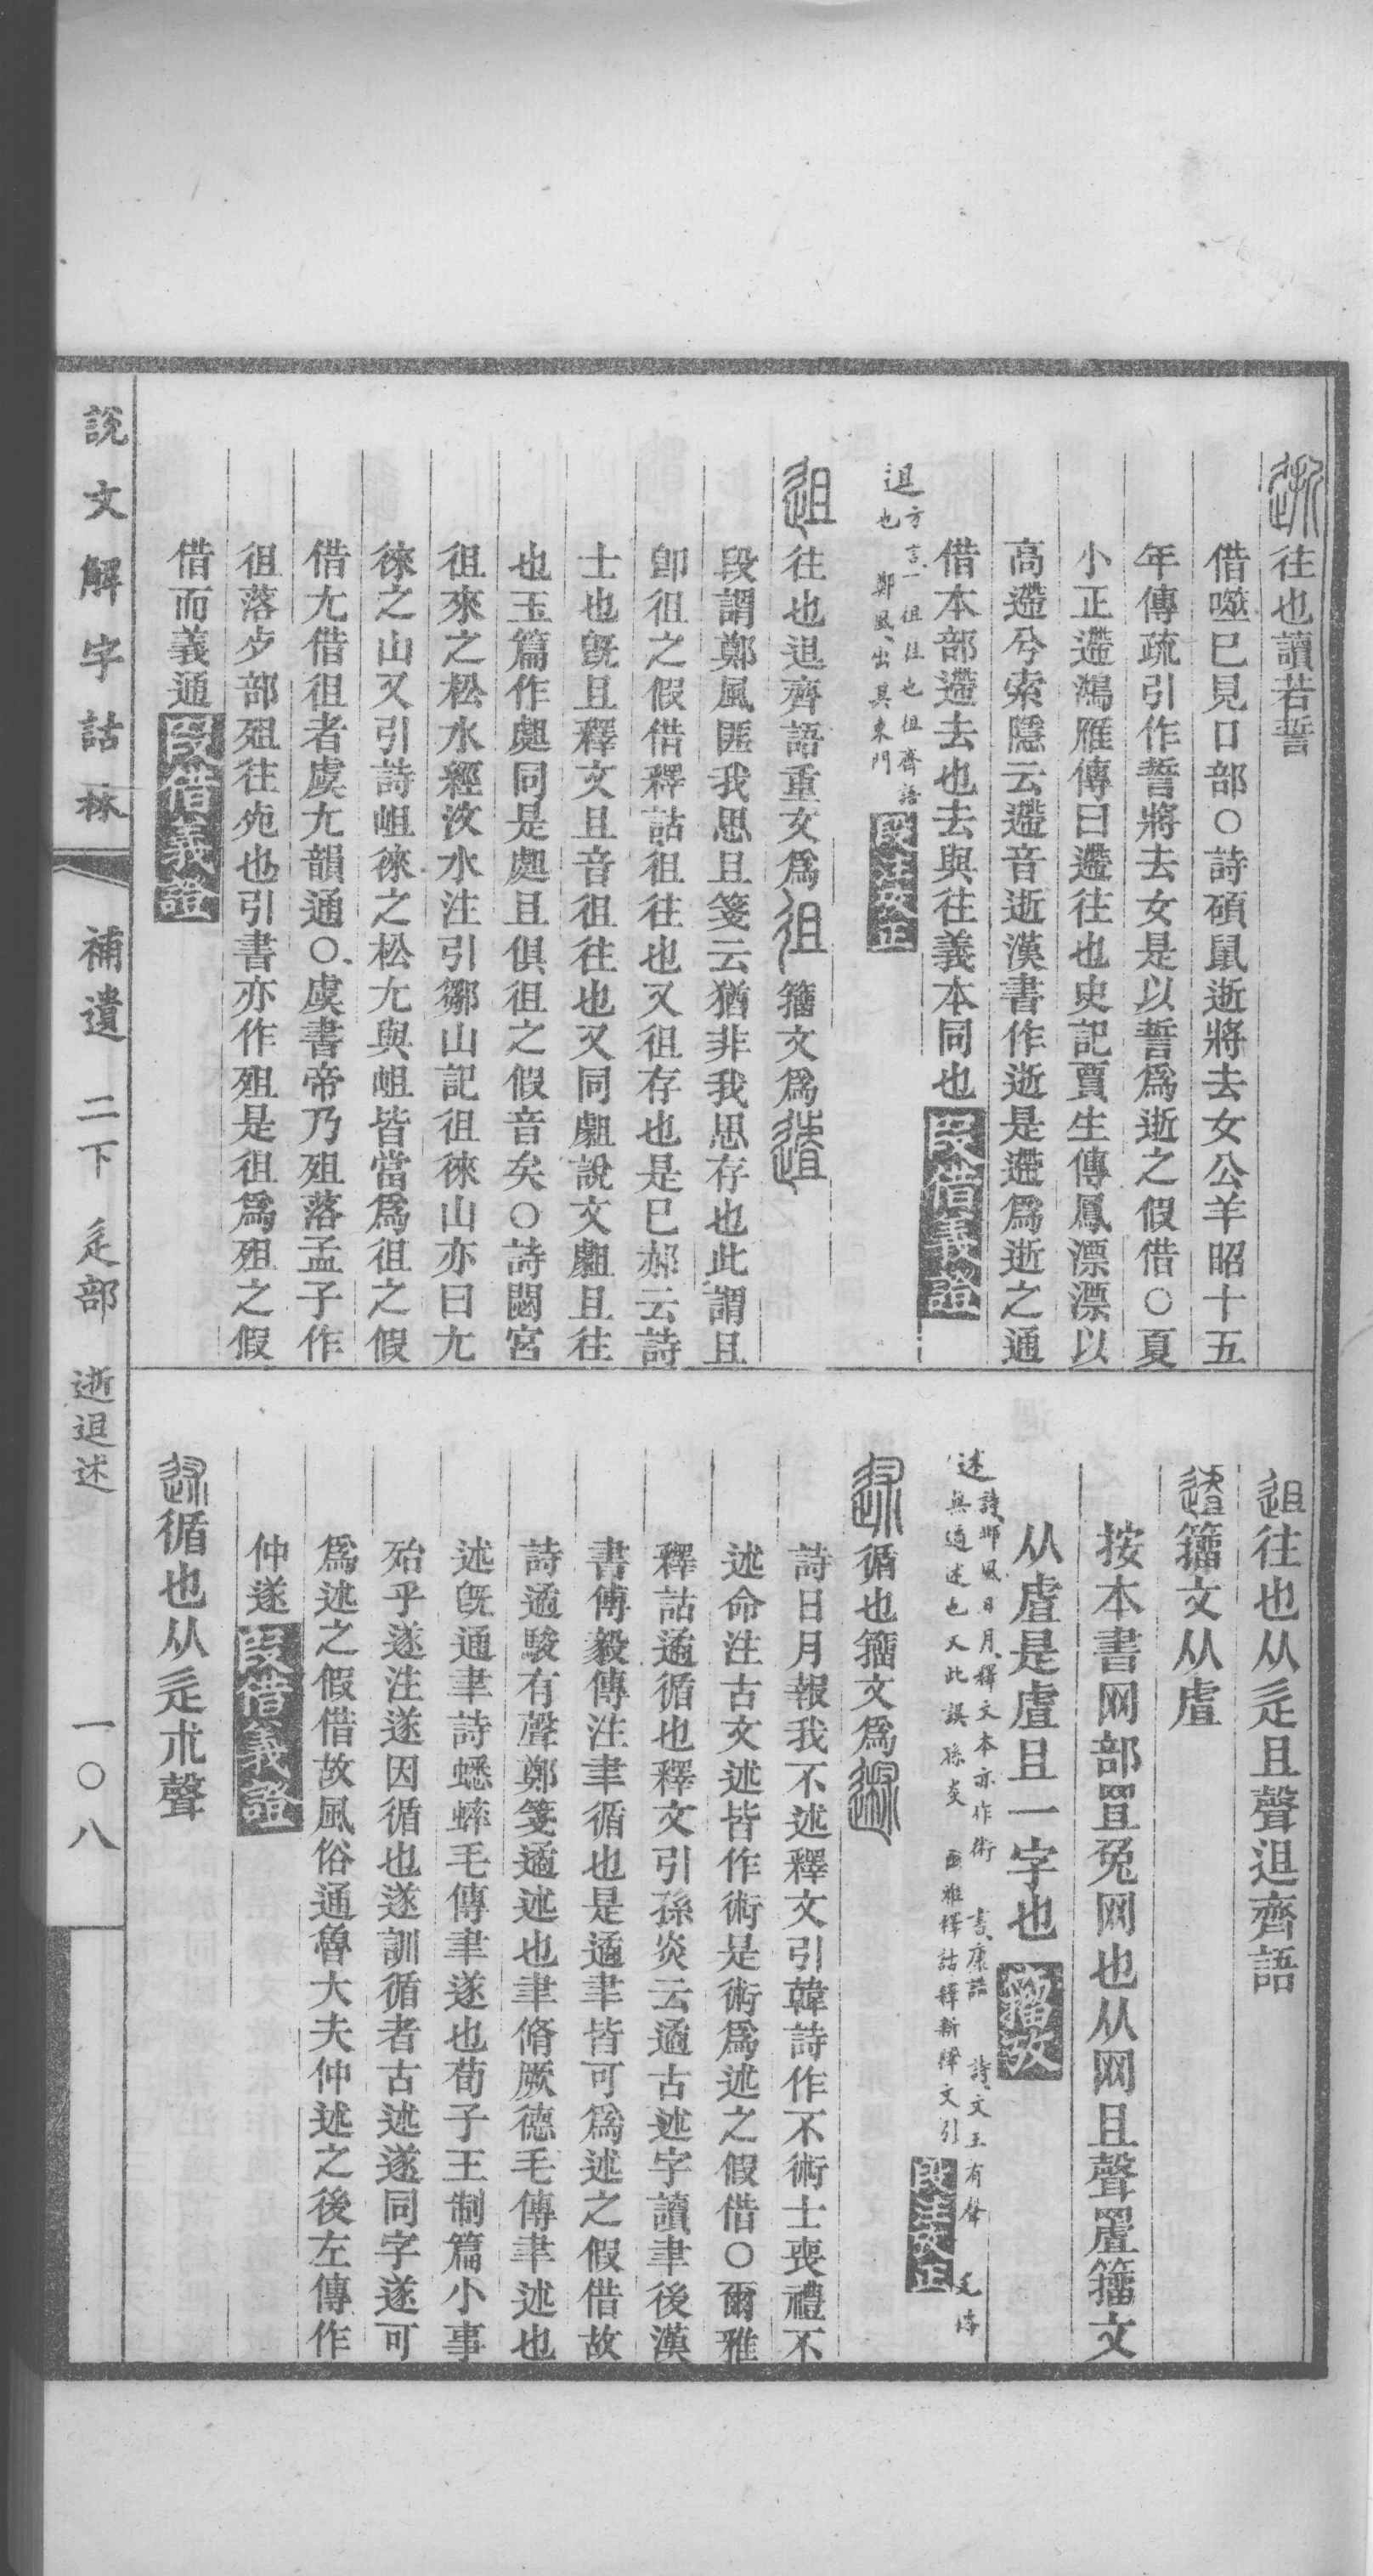 逝往也讀若誓
借噬已見口部○詩碩鼠逝將去女公羊昭十五
年傳疏引作誓將去女是以誓爲逝之假借○夏
小正遰鴻雁傳曰遰往也史記賈生傳鳳漂漂以
高遰兮索隱云遰音逝漢書作逝是遰爲逝之通
借本部遰去也去與往義本同也段借義證
䢐方言一徂往也徂齊語
也鄭風出其東門段注攷正
䢐往也䢐齊語重文爲徂籒文爲𨖆
段謂鄭風匪我思且箋云猶非我思存也此謂且
卽徂之假借釋詁徂往也又徂存也是已郝云詩
士也旣且釋文且音徂往也又同䖒說文䖒且往
也玉篇作䖒同是䖒且俱徂之假音矣○詩閟宮
徂來之松水經汶水注引鄒山記徂徠山亦曰尢
徠之山又引詩岨徠之松尢與岨皆當爲徂之假
借尢借徂者虞尢韻通○虞書帝乃殂落孟子作
徂落歺部殂往死也引書亦作殂是徂爲殂之假
借而義通段借義證
䢐往也从辵且聲䢐齊語
𨖆籒文从虘
按本書网部罝兔网也从网且聲罝籒文
从虘是虘且一字也
述詩邶風日月釋文本亦作術 書康誥 詩文王有聲 毛傳
無遹述也又此誤孫炎 爾雅釋詁釋新釋文引段注攷正
述循也籒文爲𨔶
詩日月報我不述釋文引韓詩作不術士喪禮不
述命注古文述皆作術是術爲述之假借○爾雅
釋詁遹循也釋文引孫炎云遹古述字讀聿後漢
書傅毅傳注聿循也是遹聿皆可爲述之假借故
詩遹駿有聲鄭箋遹述也聿脩厥德毛傳聿述也
述旣通聿詩蟋蟀毛傳聿遂也荀子王制篇小事
殆乎遂注遂因循也遂訓循者古述遂同字遂可
爲述之假借故風俗通魯大夫仲述之後左傳作
仲遂段借義證
述循也从辵朮聲
說文解字詁林 補遺 二下 辵部 逝䢐述 一○八